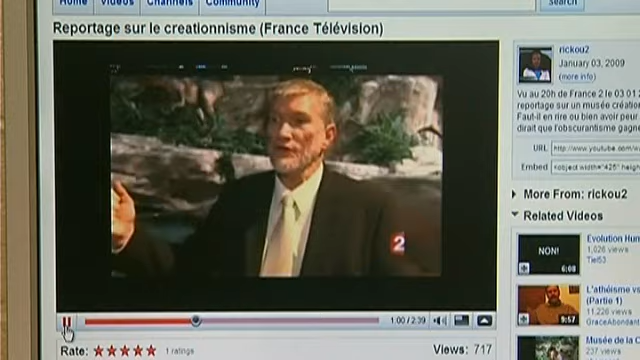 Home Videos Channels Community
Search
Reportage sur le creationnisme (France Télévision)
2
1:00 / 2:39
Rate:
1 ratings
Views: 717
rickou2
January 03, 2009
(more info)
Vu au 20h de France 2 le 03 01 2
reportage sur un musée création
Faut-il en rire ou bien avoir peur
dirait que l'obscurantisme gagn
URL http://www.youtube.com/w
Embed <object width="425" heigh
More From: rickou2
Related Videos
NON!
6:08
Evolution Hum
1,026 views
Tiel53
9:57
L'athéisme vs
(Partie 1)
11,226 views
GraceAbondant
Musée de la C
237 views